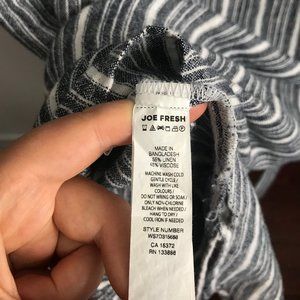 JOE FRESH
MADE IN
BANGLADESH
55% LINEN
45% VISCOSE
MACHINE WASH COLD
GENTLE CYCLE /
WASH WITH LIKE
COLOURS /
DO NOT WRING OR SOAK /
ONLY NON-CHLORINE
BLEACH WHEN NEEDED /
HANG TO DRY /
COOL IRON IF NEEDED
STYLE NUMBER
CA 15372
RN 133886